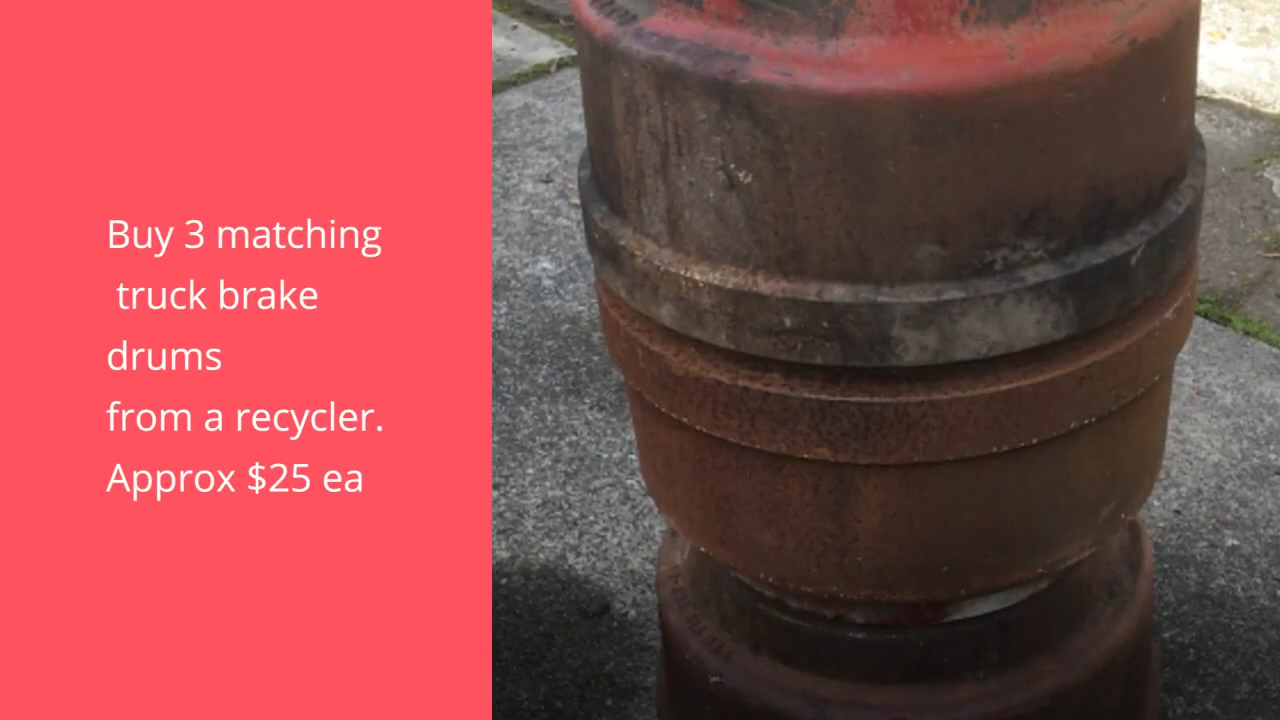 Buy 3 matching
truck brake
drums
from a recycler.
Approx $25 ea